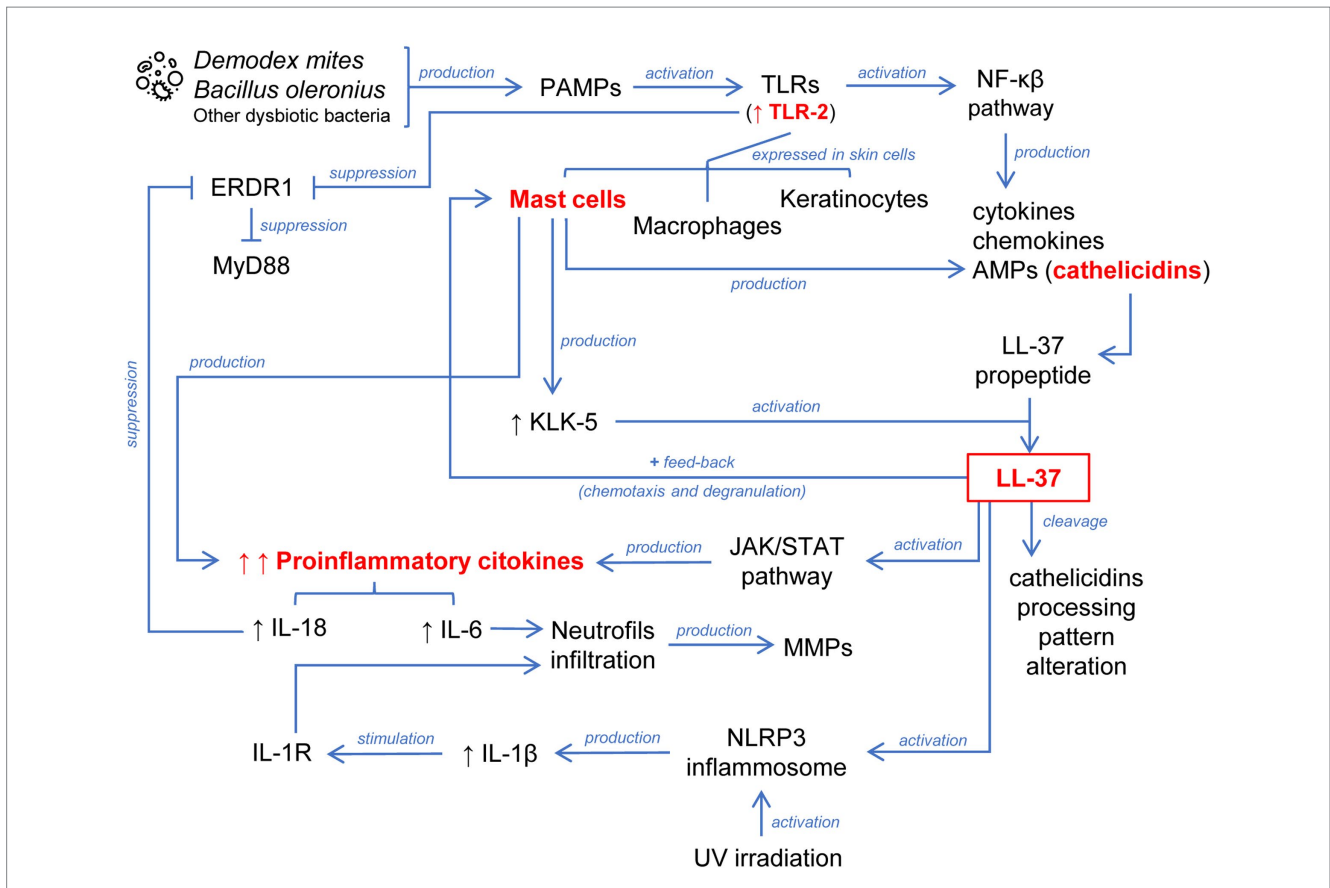 Demodex mites
Bacillus oleronius
Other dysbiotic bacteria
production
PAMPs
activation
TLRs
(↑ TLR-2)
activation
NF-κβ
pathway
expressed in skin cells
production
suppression
ERDR1
suppression
MyD88
Mast cells
Macrophages
Keratinocytes
cytokines
chemokines
AMPs (cathelicidins)
production
production
production
suppression
LL-37
propeptide
↑ KLK-5
activation
+ feed-back
(chemotaxis and degranulation)
LL-37
cleavage
cathelicidins
processing
pattern
alteration
activation
JAK/STAT
pathway
production
↑ ↑ Proinflammatory citokines
↑ IL-18
↑ IL-6
Neutrofils
infiltration
production
MMPs
IL-1R
stimulation
↑ IL-1β
production
NLRP3
inflammosome
activation
activation
UV irradiation